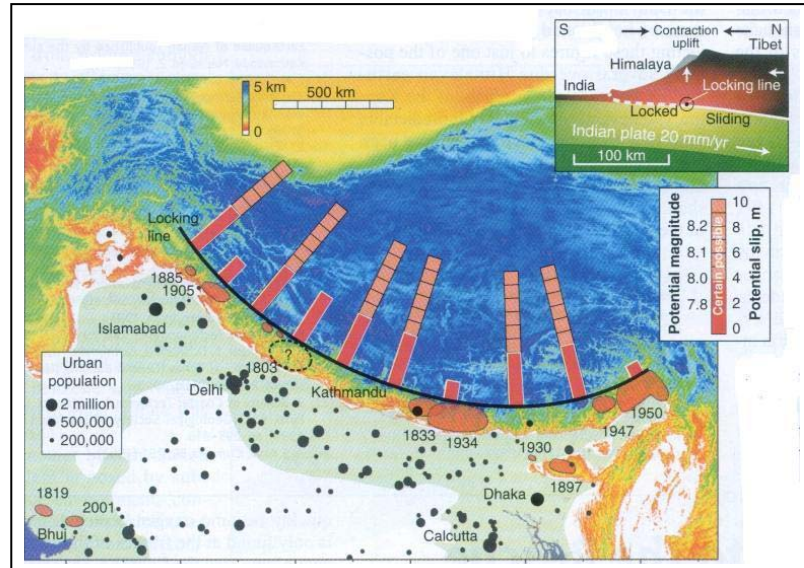 S
Contraction
uplift
N
Tibet
Himalaya
India
Locking line
Locked
Sliding
Indian plate 20 mm/yr
100 km
5 km
0
500 km
Locking
line
Potential magnitude
8.2
8.0
7.8
Certain possible
10
8
6
4
2
0
Potential slip, m
1885
1905
Islamabad
Urban
population
2 million
500,000
200,000
?
1803
Delhi
Kathmandu
1833
1934
1930
1947
1950
1897
Dhaka
Calcutta
1819
2001
Bhuj